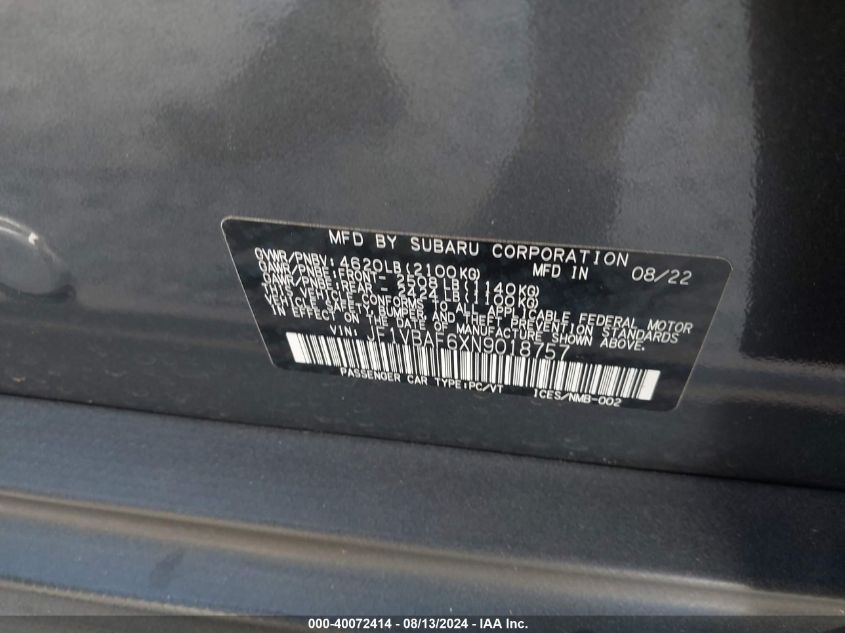 MFD BY SUBARU CORPORATION
GVWR/PNBV: 4620LB(2100KG) MFD IN 08/22
GAWR/PNBE:FRONT- 2508LB(1140KG)
GAWR/PNBE:REAR - 2424LB(1100KG)
VEHICLE CONFORMS TO ALL APPLICABLE FEDERAL MOTOR
VEHICLE SAFETY, BUMPER AND THEFT PREVENTION STANDARDS
IN EFFECT ON THE DATE OF MANUFACTURE SHOWN ABOVE.
VIN: JF1VBAF6XN9018757
PASSENGER CAR TYPE:PC/VT ICES/NMB-002
000-40072414 - 08/13/2024 - IAA Inc.